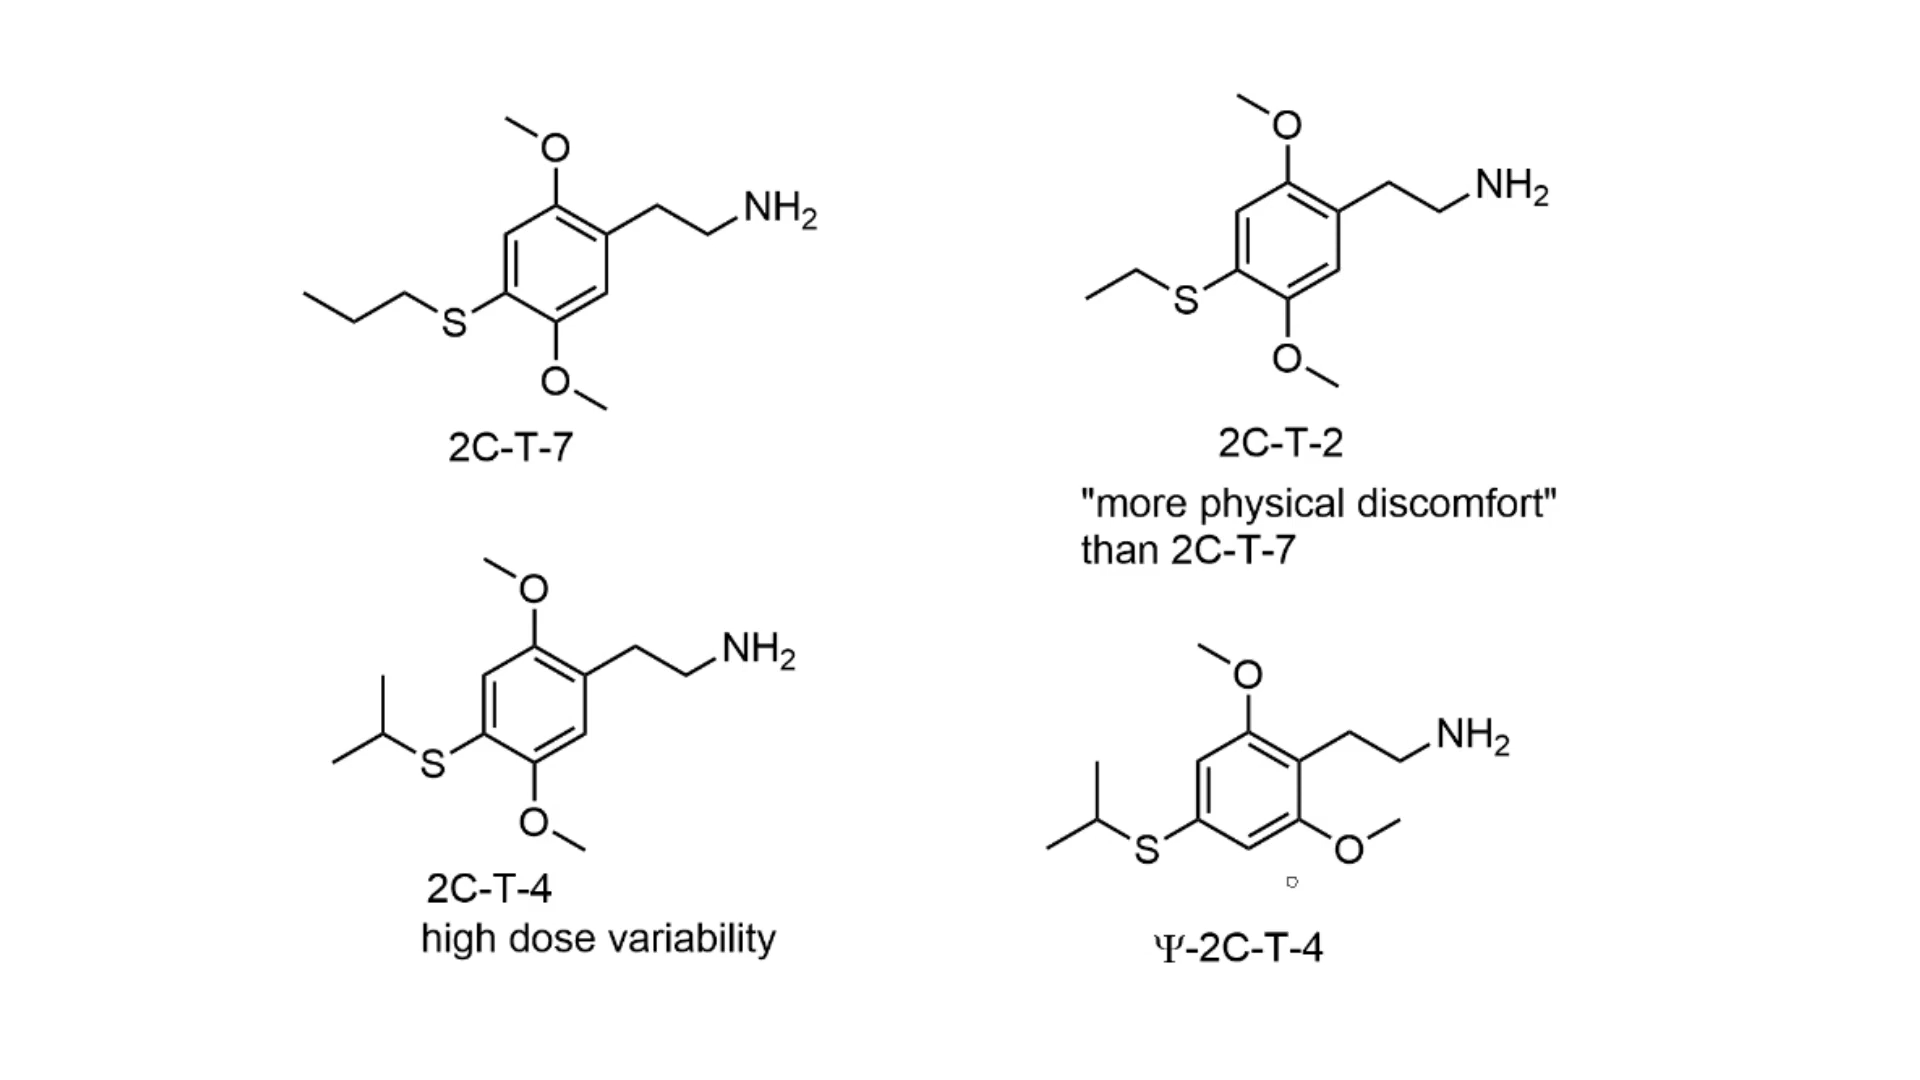 O
NH2
S
O
2C-T-7
O
NH2
S
O
2C-T-2
"more physical discomfort"
than 2C-T-7
O
NH2
S
O
2C-T-4
high dose variability
O
NH2
S
O
Ψ-2C-T-4